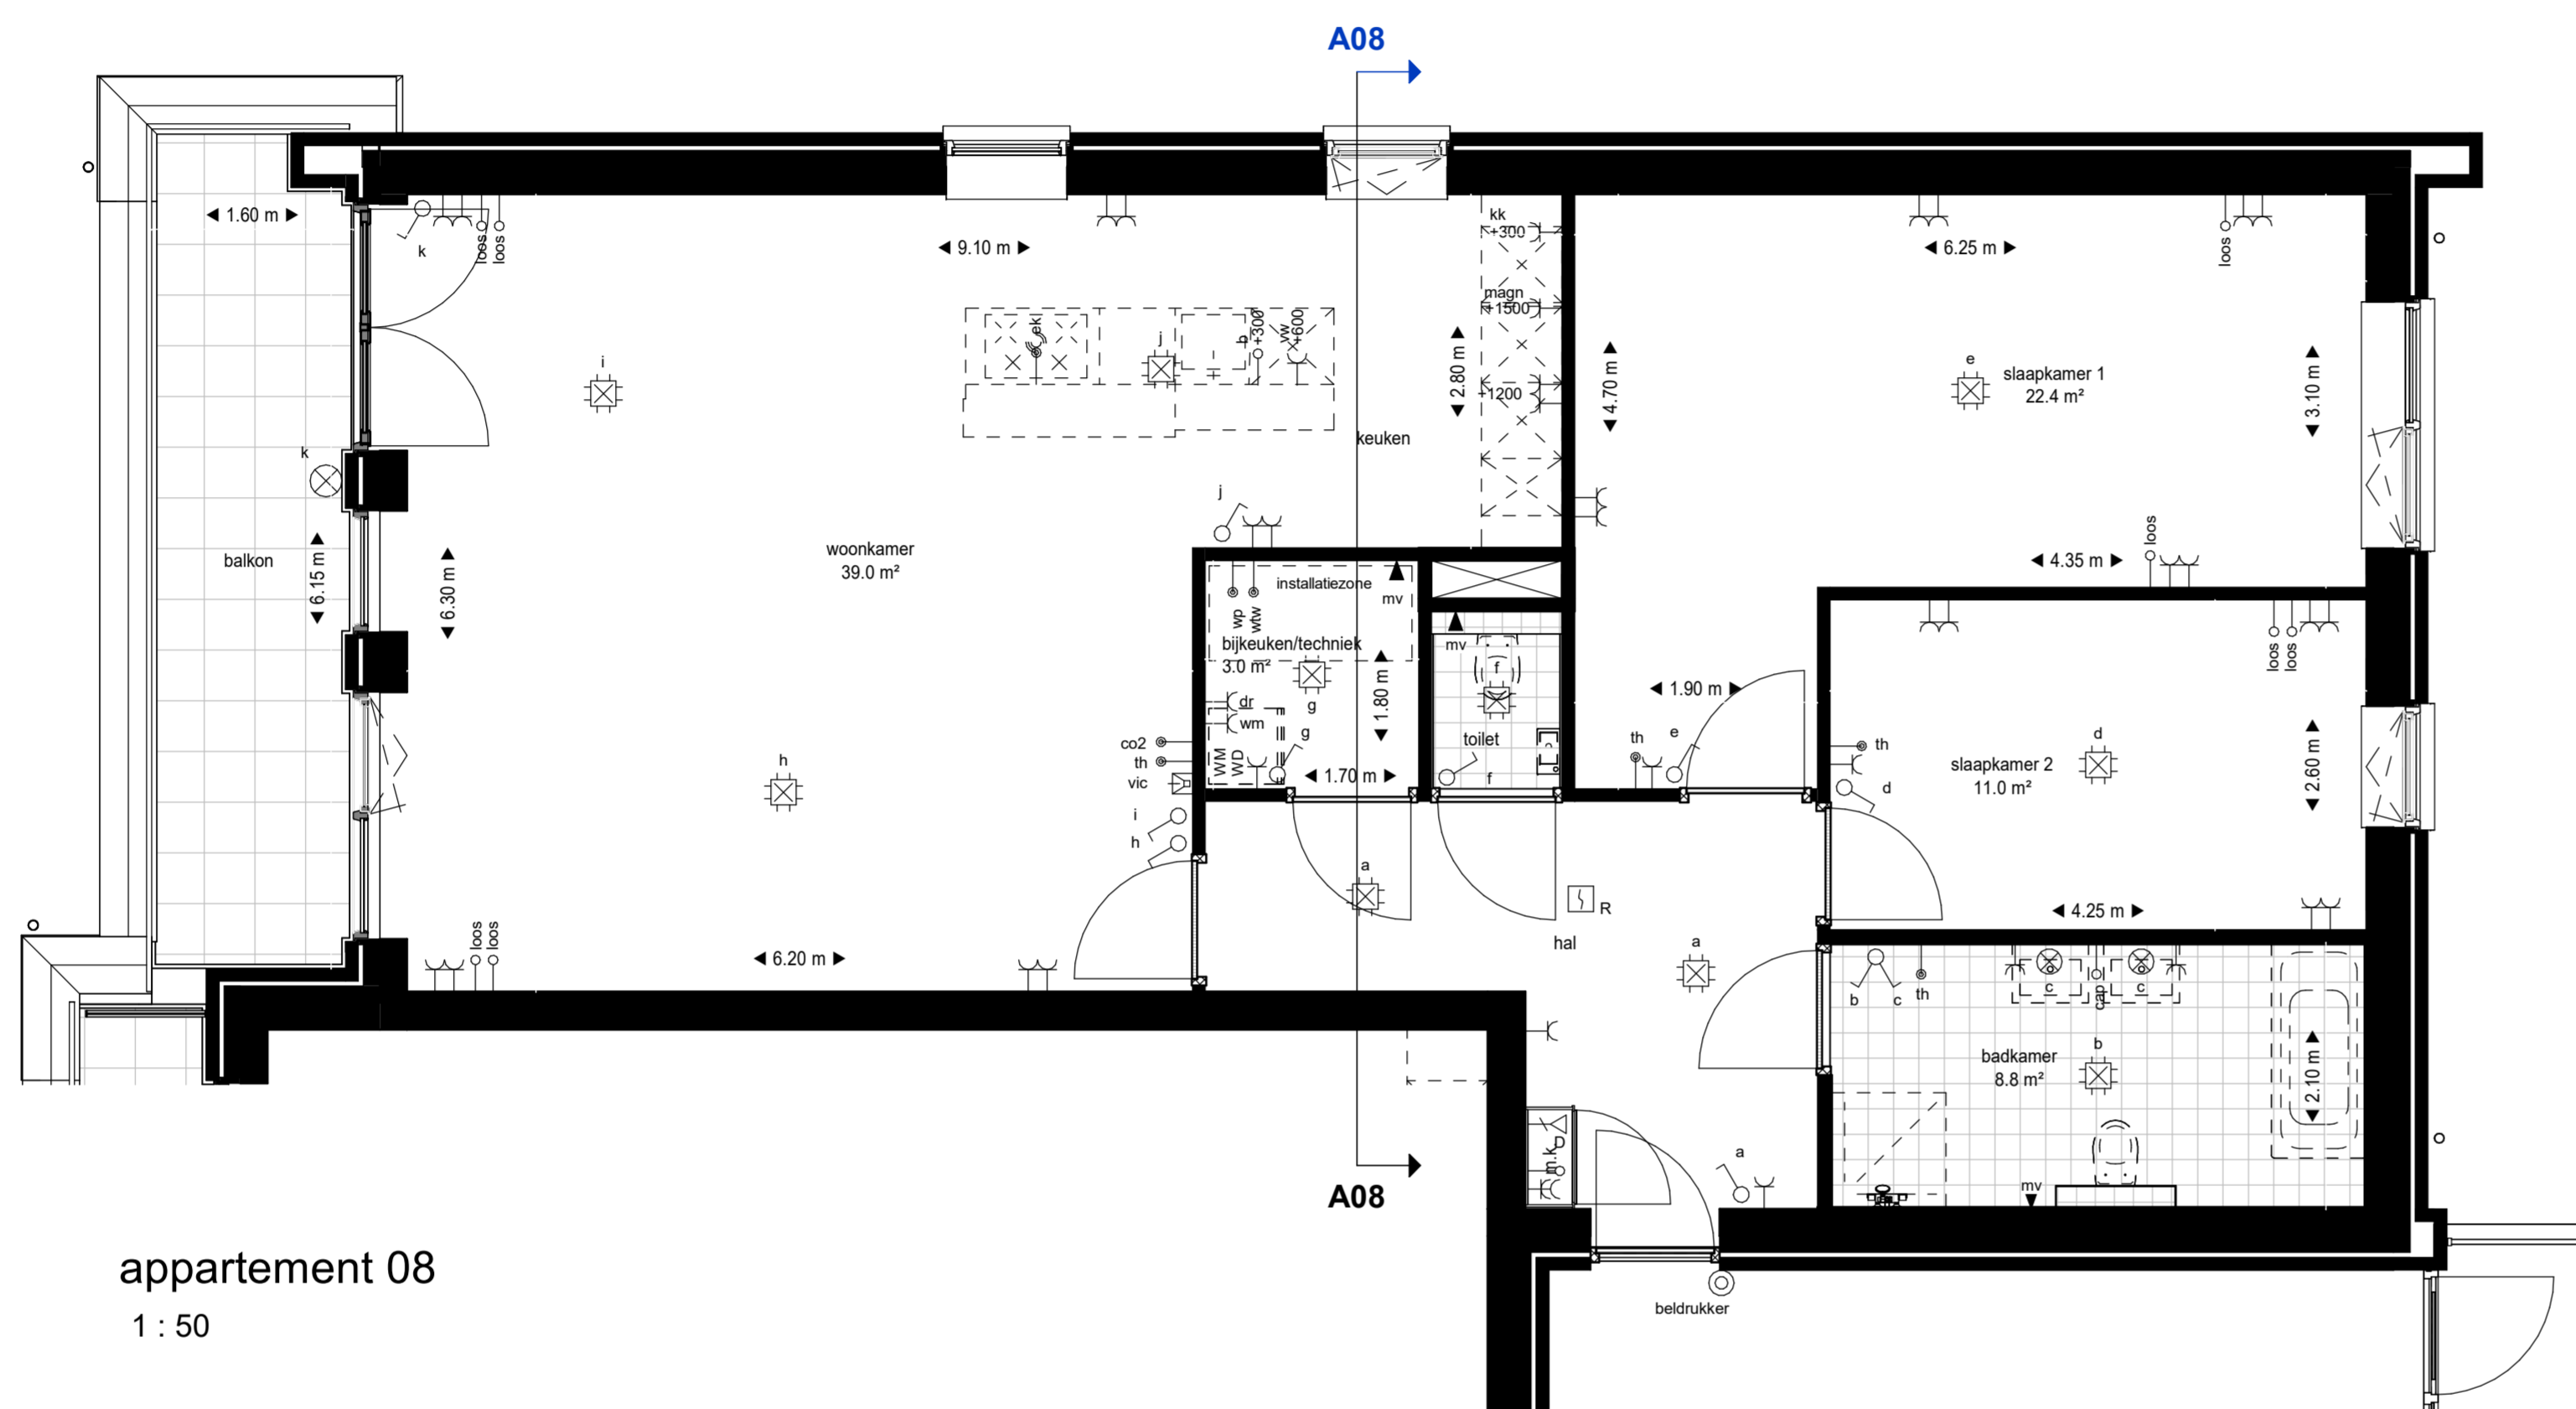 A08
1.60 m
k
loos
loos
9.10 m
kk
+300
6.25 m
loos
magn
+1500
i
ek
j
+300
vw
+600
2.80 m
+1200
4.70 m
e
slaapkamer 1
22.4 m²
3.10 m
keuken
k
j
balkon
6.15 m
6.30 m
woonkamer
39.0 m²
installatiezone
mv
wp
wtw
bijkeuken/techniek
3.0 m²
g
1.80 m
dr
wm
WM
WD
g
1.70 m
mv
f
toilet
f
4.35 m
loos
1.90 m
th
e
loos
loos
th
d
slaapkamer 2
11.0 m²
d
2.60 m
4.25 m
h
co2
th
vic
i
h
a
R
hal
a
loos
loos
6.20 m
b
c
th
c
cap
c
b
badkamer
8.8 m²
2.10 m
mv
m.k
D
a
A08
appartement 08
1 : 50
beldrukker